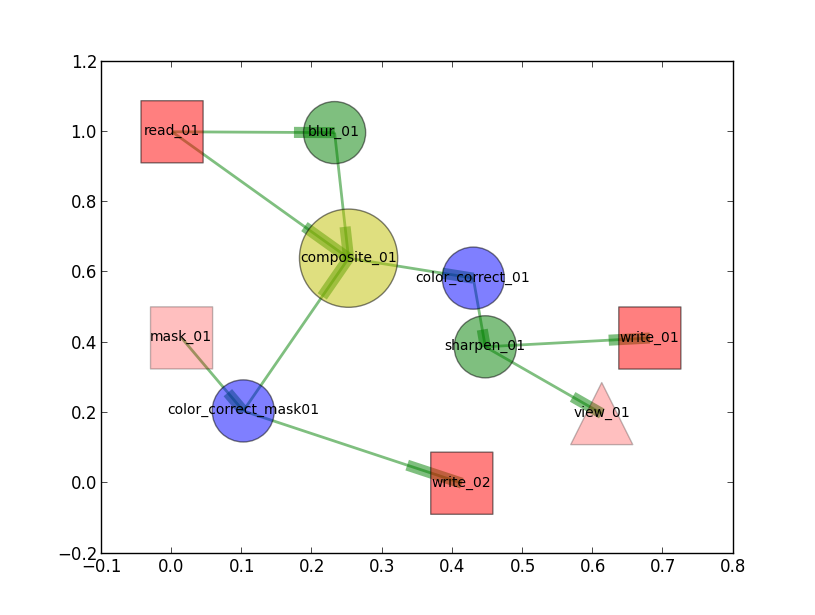 1.2
1.0
0.8
0.6
0.4
0.2
0.0
−0.2
read_01
blur_01
composite_01
color_correct_01
mask_01
sharpen_01
write_01
color_correct_mask01
view_01
write_02
−0.1
0.0
0.1
0.2
0.3
0.4
0.5
0.6
0.7
0.8